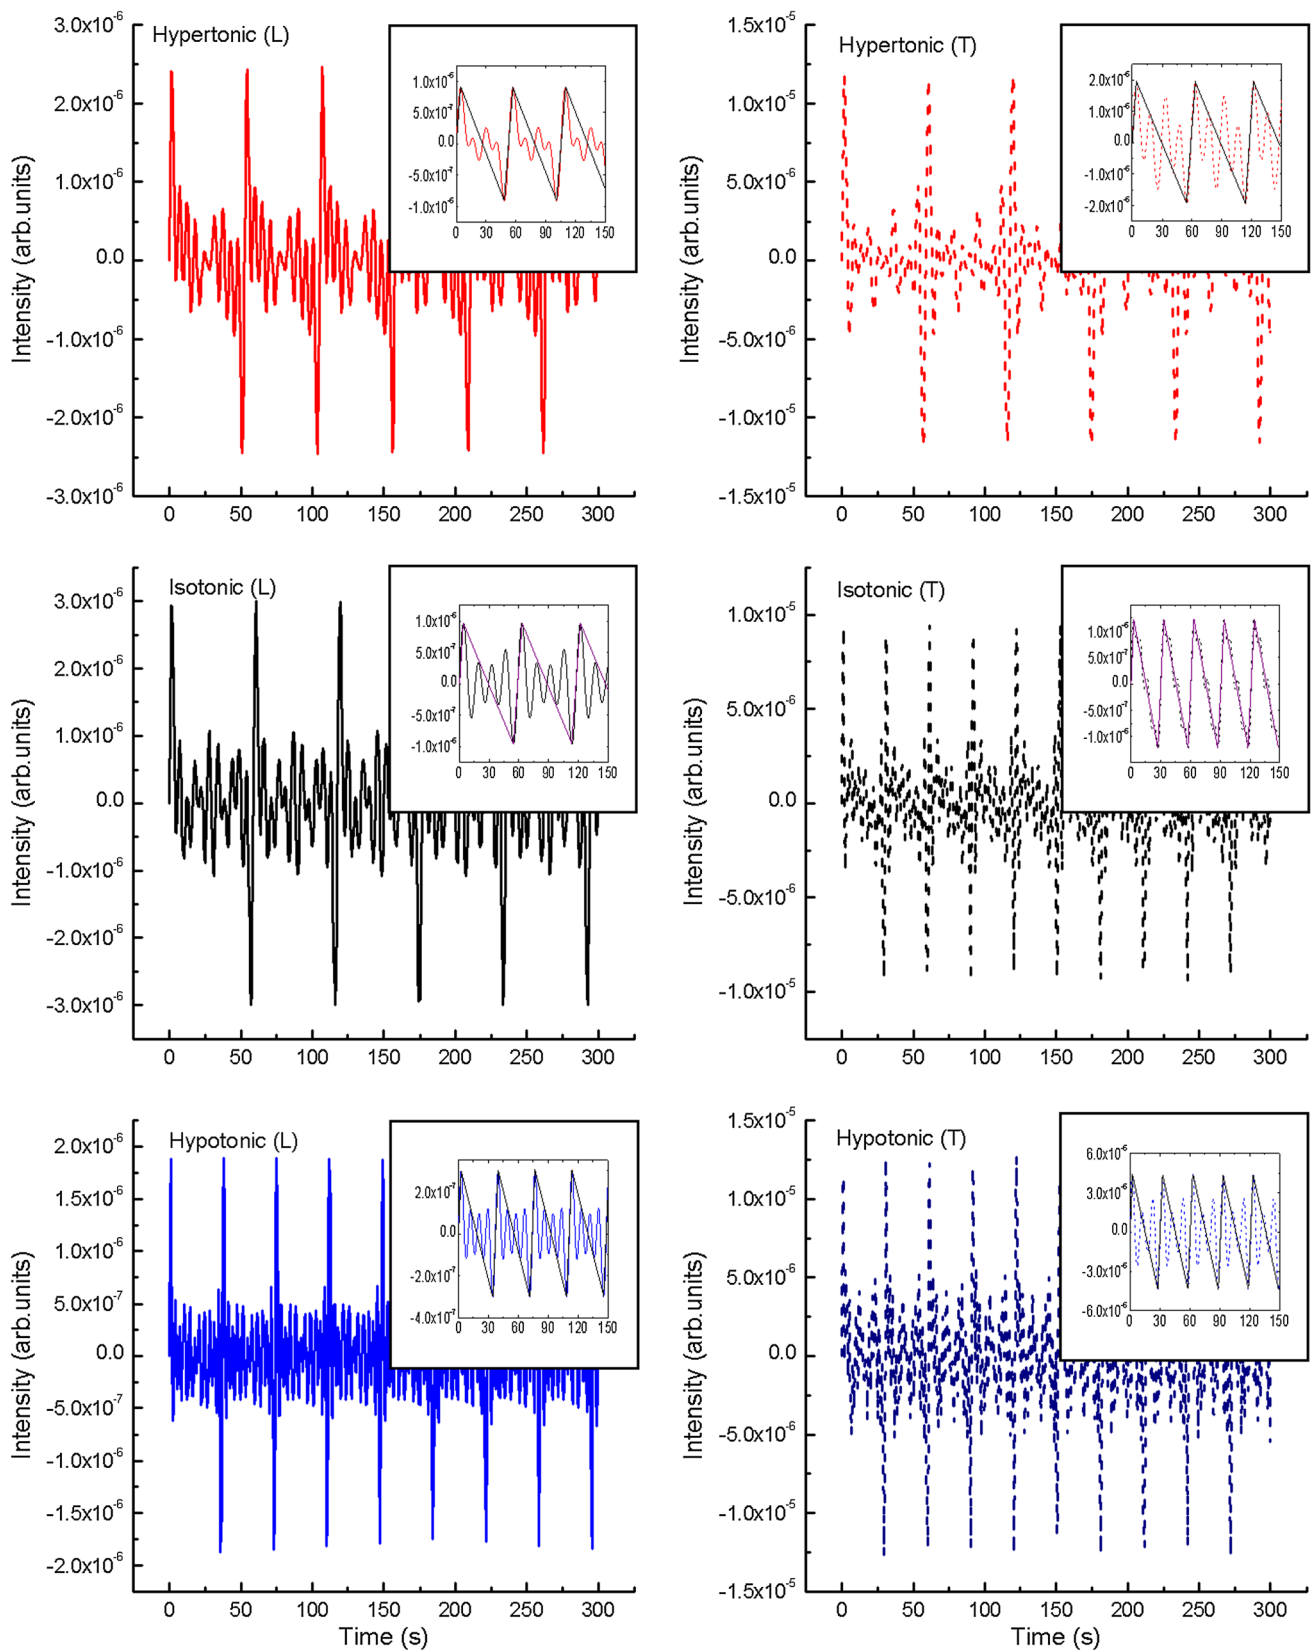 Hypertonic (L)
Intensity (arb.units)
3.0x10⁻⁶
2.0x10⁻⁶
1.0x10⁻⁶
0.0
-1.0x10⁻⁶
-2.0x10⁻⁶
-3.0x10⁻⁶
0 50 100 150 200 250 300
1.0x10⁻⁶
5.0x10⁻⁷
0.0
-5.0x10⁻⁷
-1.0x10⁻⁶
0 30 60 90 120 150
Hypertonic (T)
Intensity (arb.units)
1.5x10⁻⁵
1.0x10⁻⁵
5.0x10⁻⁶
0.0
-5.0x10⁻⁶
-1.0x10⁻⁵
-1.5x10⁻⁵
0 50 100 150 200 250 300
2.0x10⁻⁶
1.0x10⁻⁶
0.0
-1.0x10⁻⁶
-2.0x10⁻⁶
0 30 60 90 120 150
Isotonic (L)
Intensity (arb.units)
3.0x10⁻⁶
2.0x10⁻⁶
1.0x10⁻⁶
0.0
-1.0x10⁻⁶
-2.0x10⁻⁶
-3.0x10⁻⁶
0 50 100 150 200 250 300
1.0x10⁻⁶
5.0x10⁻⁷
0.0
-5.0x10⁻⁷
-1.0x10⁻⁶
0 30 60 90 120 150
Isotonic (T)
Intensity (arb.units)
1.0x10⁻⁵
5.0x10⁻⁶
0.0
-5.0x10⁻⁶
-1.0x10⁻⁵
0 50 100 150 200 250 300
1.0x10⁻⁶
5.0x10⁻⁷
0.0
-5.0x10⁻⁷
-1.0x10⁻⁶
0 30 60 90 120 150
Hypotonic (L)
Intensity (arb.units)
2.0x10⁻⁶
1.5x10⁻⁶
1.0x10⁻⁶
5.0x10⁻⁷
0.0
-5.0x10⁻⁷
-1.0x10⁻⁶
-1.5x10⁻⁶
-2.0x10⁻⁶
0 50 100 150 200 250 300
Time (s)
2.0x10⁻⁷
0.0
-2.0x10⁻⁷
-4.0x10⁻⁷
0 30 60 90 120 150
Hypotonic (T)
Intensity (arb.units)
1.5x10⁻⁵
1.0x10⁻⁵
5.0x10⁻⁶
0.0
-5.0x10⁻⁶
-1.0x10⁻⁵
-1.5x10⁻⁵
0 50 100 150 200 250 300
Time (s)
6.0x10⁻⁶
3.0x10⁻⁶
0.0
-3.0x10⁻⁶
-6.0x10⁻⁶
0 30 60 90 120 150